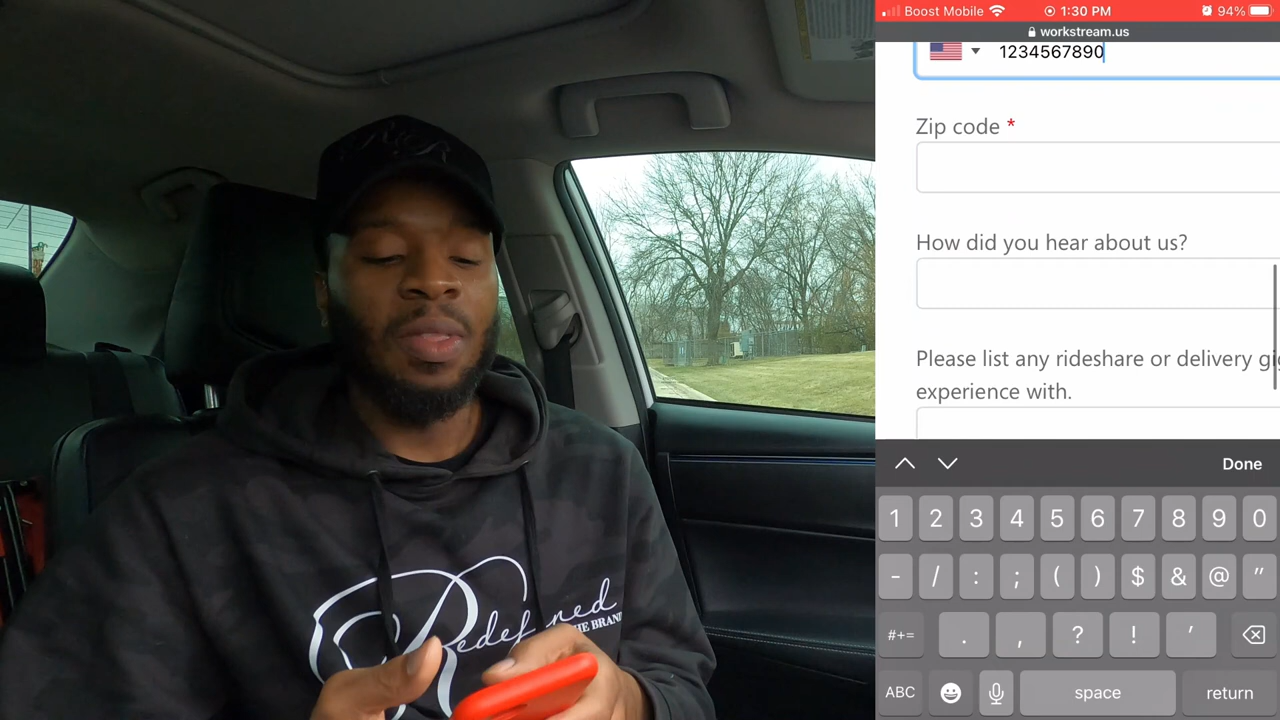 Boost Mobile
1:30 PM
94%
workstream.us
1234567890
Zip code *
How did you hear about us?
Please list any rideshare or delivery gi
experience with.
Done
1 2 3 4 5 6 7 8 9 0
- / : ; ( ) $ & @ "
#+= . , ? ! '
ABC space return
Redefined
THE BRAN